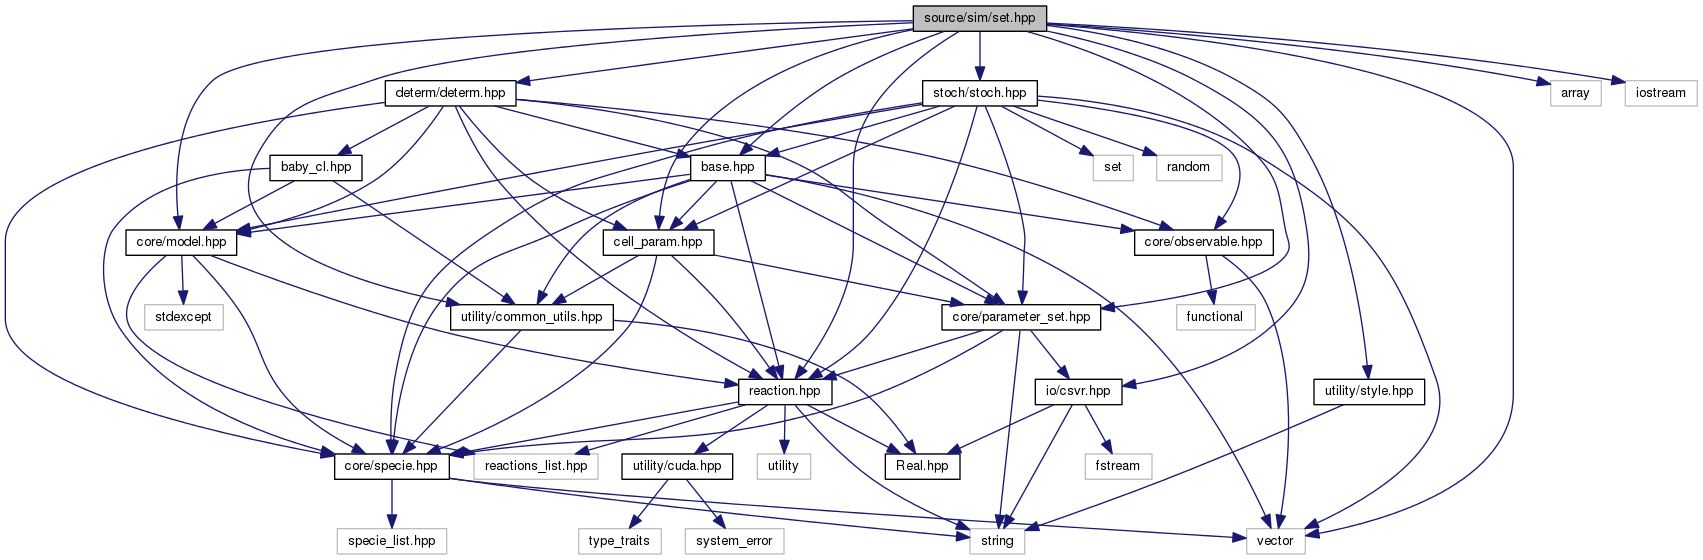 source/sim/set.hpp
determ/determ.hpp
stoch/stoch.hpp
array
iostream
baby_cl.hpp
base.hpp
set
random
core/model.hpp
cell_param.hpp
core/observable.hpp
stdexcept
utility/common_utils.hpp
core/parameter_set.hpp
functional
reaction.hpp
io/csvr.hpp
utility/style.hpp
core/specie.hpp
reactions_list.hpp
utility/cuda.hpp
utility
Real.hpp
fstream
specie_list.hpp
type_traits
system_error
string
vector